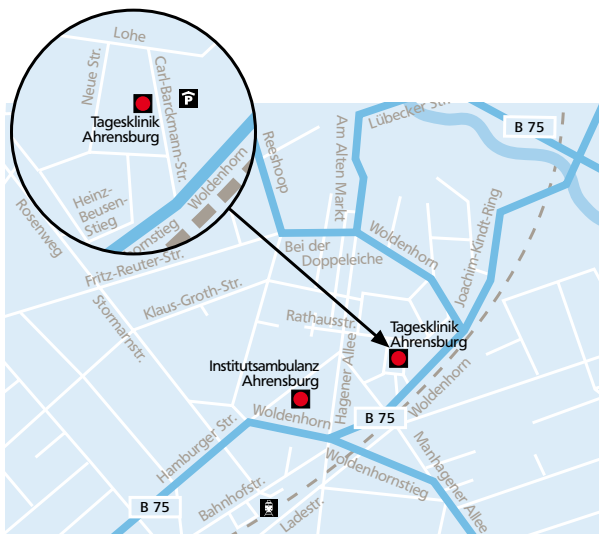 Lohe
Neue Str.
Carl-Barckmann-Str.
P
Tagesklinik
Ahrensburg
Woldenhorn
Heinz-
Beusen-
Stieg
ornstieg
Rosenweg
Reeshoop
Am Alten Markt
Lübecker Str.
B 75
Woldenhorn
Joachim-Kindt-Ring
Bei der
Doppeleiche
Fritz-Reuter-Str.
Klaus-Groth-Str.
Stormarnstr.
Rathausstr.
Hagener Allee
Tagesklinik
Ahrensburg
Institutsambulanz
Ahrensburg
Woldenhorn
Woldenhorn
B 75
Hamburger Str.
Woldenhornstieg
Manhagener Allee
Bahnhofstr.
Ladestr.
B 75